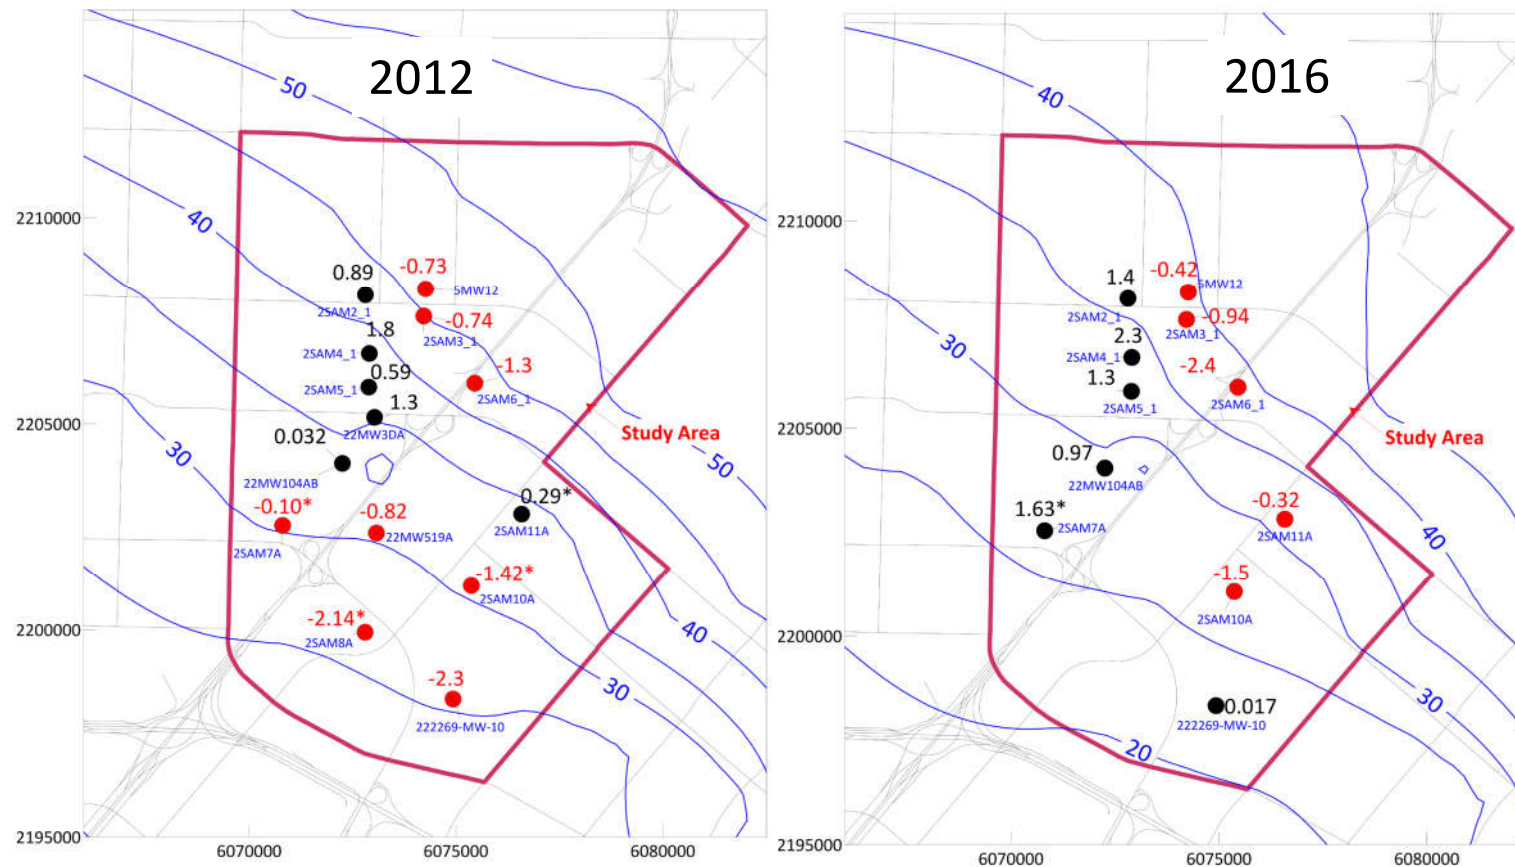 2012
50
40
2210000
0.89
-0.73
5MW12
2SAM2_1
-0.74
1.8
2SAM3_1
2SAM4_1
0.59
-1.3
2SAM5_1
2SAM6_1
1.3
2205000
Study Area
0.032
22MW3DA
30
50
22MW104AB
-0.10*
-0.82
0.29*
22MW519A
2SAM11A
2SAM7A
-1.42*
2SAM10A
-2.14*
2200000
2SAM8A
40
-2.3
30
222269-MW-10
2195000
6070000
6075000
6080000
2016
40
2210000
1.4
-0.42
5MW12
2SAM2_1
-0.94
2.3
2SAM3_1
30
2SAM4_1
-2.4
1.3
2SAM5_1
2SAM6_1
2205000
Study Area
0.97
22MW104AB
-0.32
1.63*
2SAM7A
2SAM11A
40
-1.5
2SAM10A
2200000
30
0.017
222269-MW-10
20
2195000
6070000
6075000
6080000